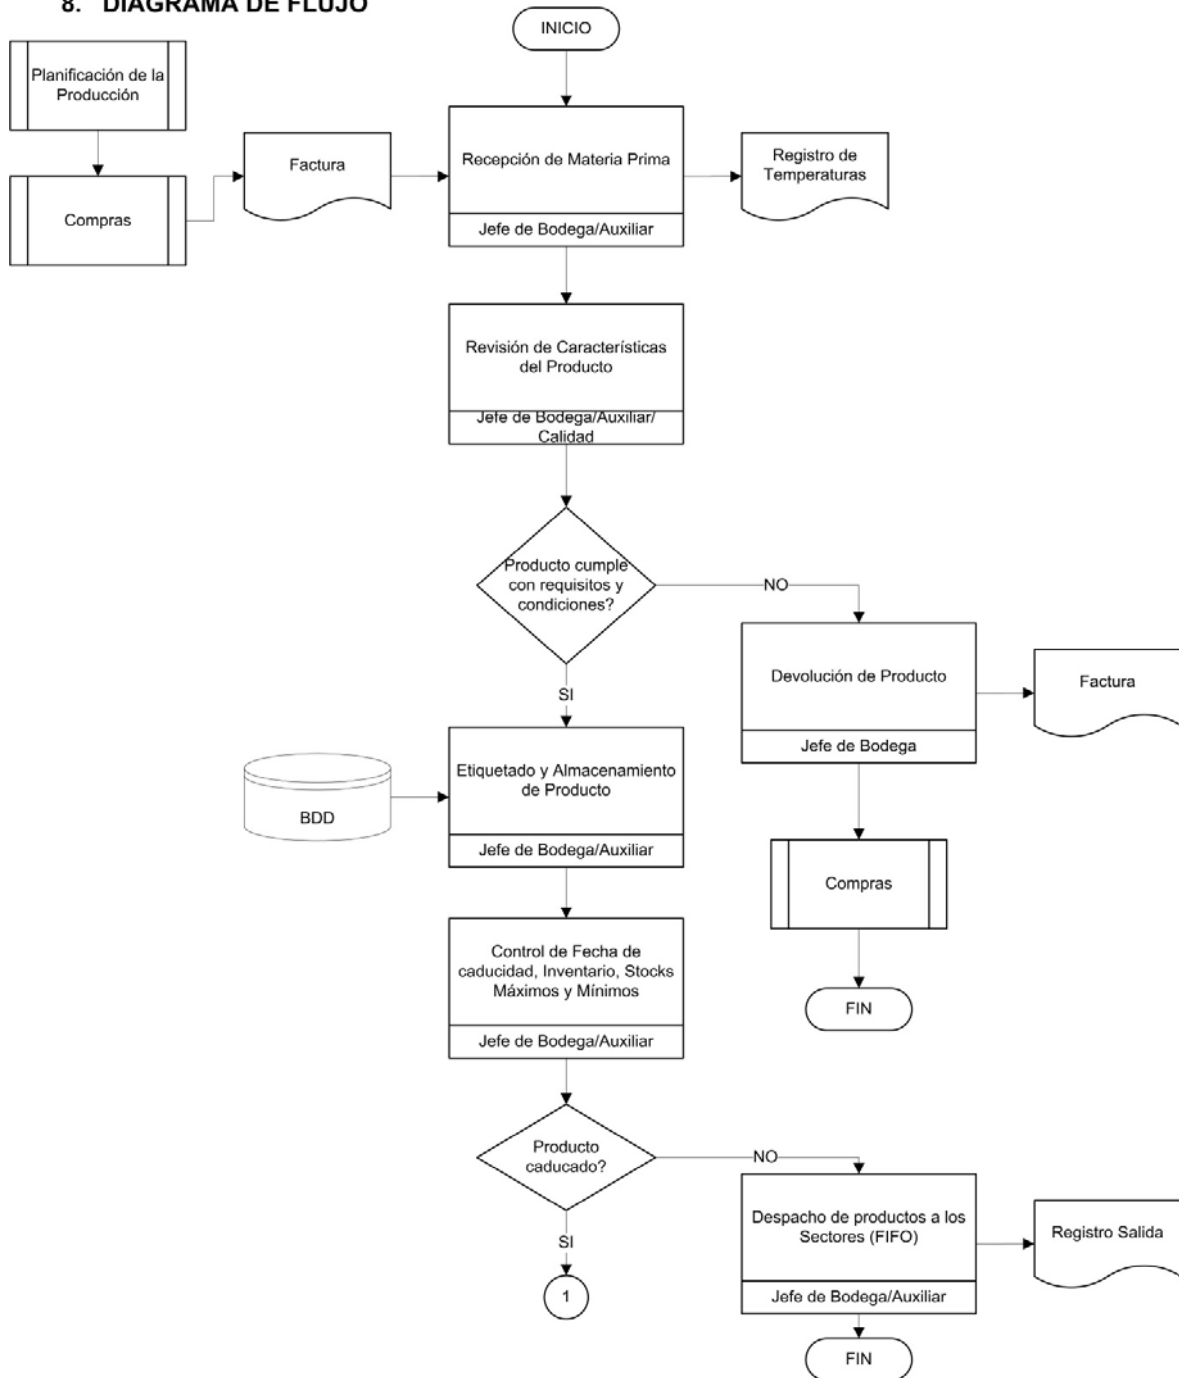 8. DIAGRAMA DE FLUJO
INICIO
Planificación de la
Producción
Compras
Factura
Recepción de Materia Prima
Jefe de Bodega/Auxiliar
Registro de
Temperaturas
Revisión de Características
del Producto
Jefe de Bodega/Auxiliar/
Calidad
Producto cumple
con requisitos y
condiciones?
NO
SI
Devolución de Producto
Jefe de Bodega
Factura
Compras
FIN
BDD
Etiquetado y Almacenamiento
de Producto
Jefe de Bodega/Auxiliar
Control de Fecha de
caducidad, Inventario, Stocks
Máximos y Mínimos
Jefe de Bodega/Auxiliar
Producto
caducado?
NO
SI
1
Despacho de productos a los
Sectores (FIFO)
Jefe de Bodega/Auxiliar
Registro Salida
FIN